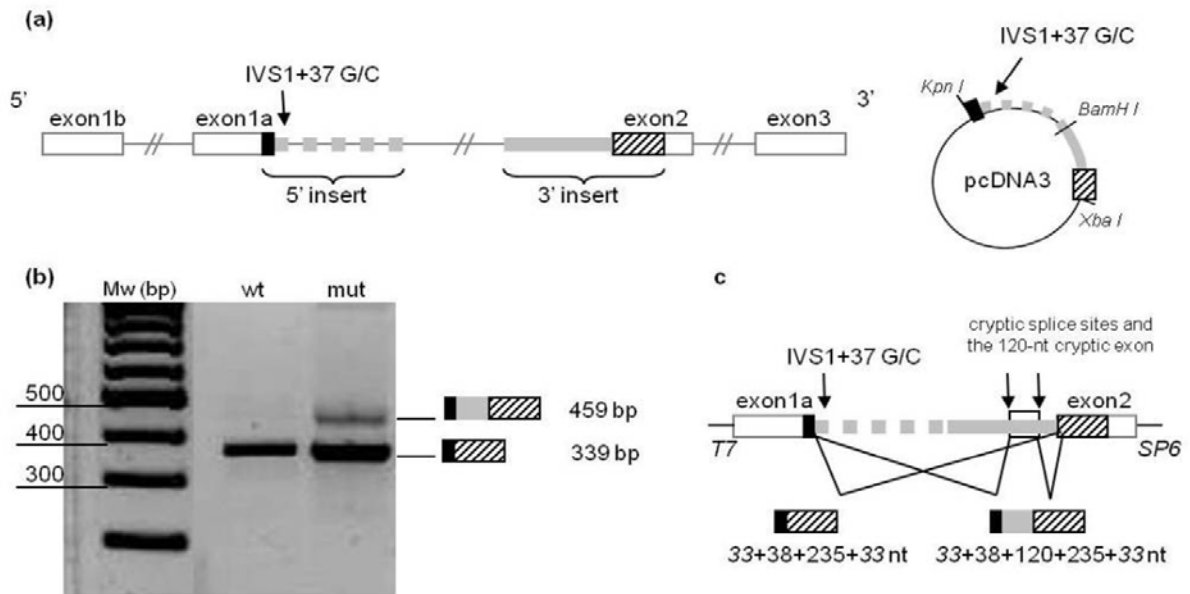 (a)
IVS1+37 G/C
5’
exon1b
exon1a
exon2
exon3
3’
5’ insert
3’ insert
IVS1+37 G/C
Kpn I
BamH I
pcDNA3
Xba I
(b)
Mw (bp)
wt
mut
500
400
300
459 bp
339 bp
c
cryptic splice sites and
the 120-nt cryptic exon
IVS1+37 G/C
exon1a
exon2
T7
SP6
33+38+235+33 nt
33+38+120+235+33 nt